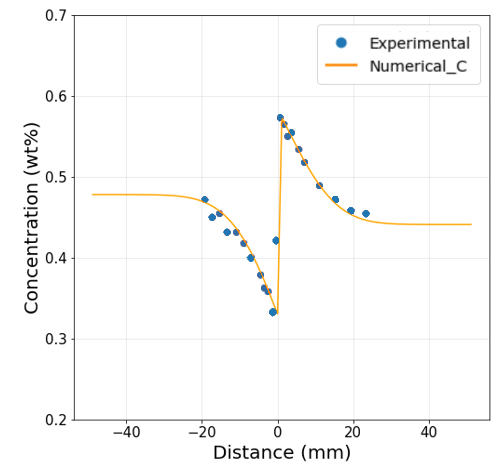 0.7
0.6
0.5
0.4
0.3
0.2
Concentration (wt%)
Experimental
Numerical_C
−40 −20 0 20 40
Distance (mm)